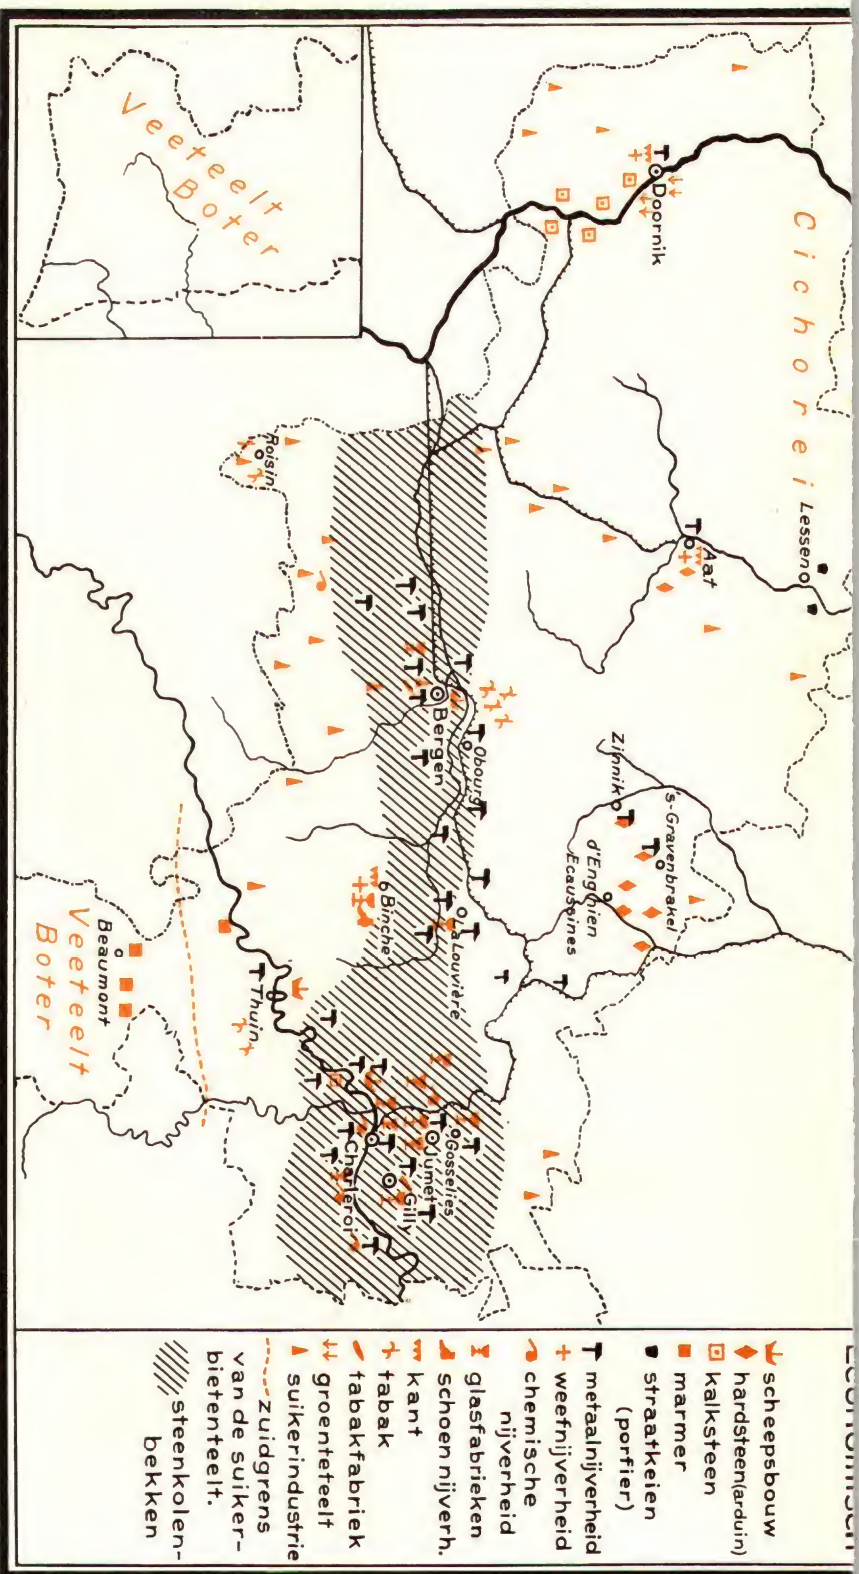 Veeteelt
Boter
Cichorei
Doornik
Lessen
Aat
Roisin
Bergen
Obourg
Zinnik
's-Gravenbrakel
d'Enghien
Ecaussines
Binche
La Louvière
Thuin
Beaumont
Veeteelt
Boter
Gosselies
Jumet
Gilly
Charleroi
scheepsbouw
hardsteen(arduin)
kalksteen
marmer
straatkeien
(porfier)
metaalnijverheid
weefnijverheid
chemische
nijverheid
glasfabrieken
schoennijverh.
kant
tabak
tabakfabriek
groenteteelt
suikerindustrie
zuidgrens
van de suiker-
bietenteelt.
steenkolen-
bekken